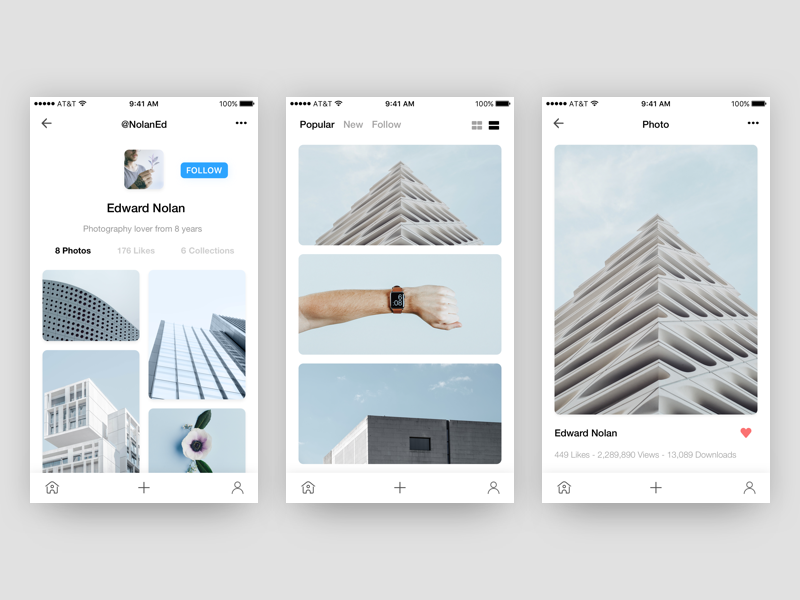 AT&T 9:41 AM 100%
@NolanEd
FOLLOW
Edward Nolan
Photography lover from 8 years
8 Photos 176 Likes 6 Collections
AT&T 9:41 AM 100%
Popular New Follow
6
:08
AT&T 9:41 AM 100%
Photo
Edward Nolan
449 Likes - 2,289,890 Views - 13,089 Downloads